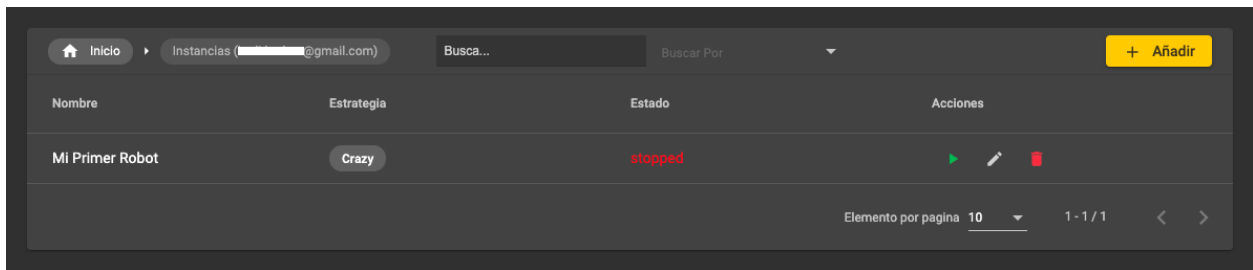 Inicio Instancias ( @gmail.com) Busca... Buscar Por + Añadir
Nombre Estrategia Estado Acciones
Mi Primer Robot Crazy stopped
Elemento por pagina 10 1 - 1 / 1